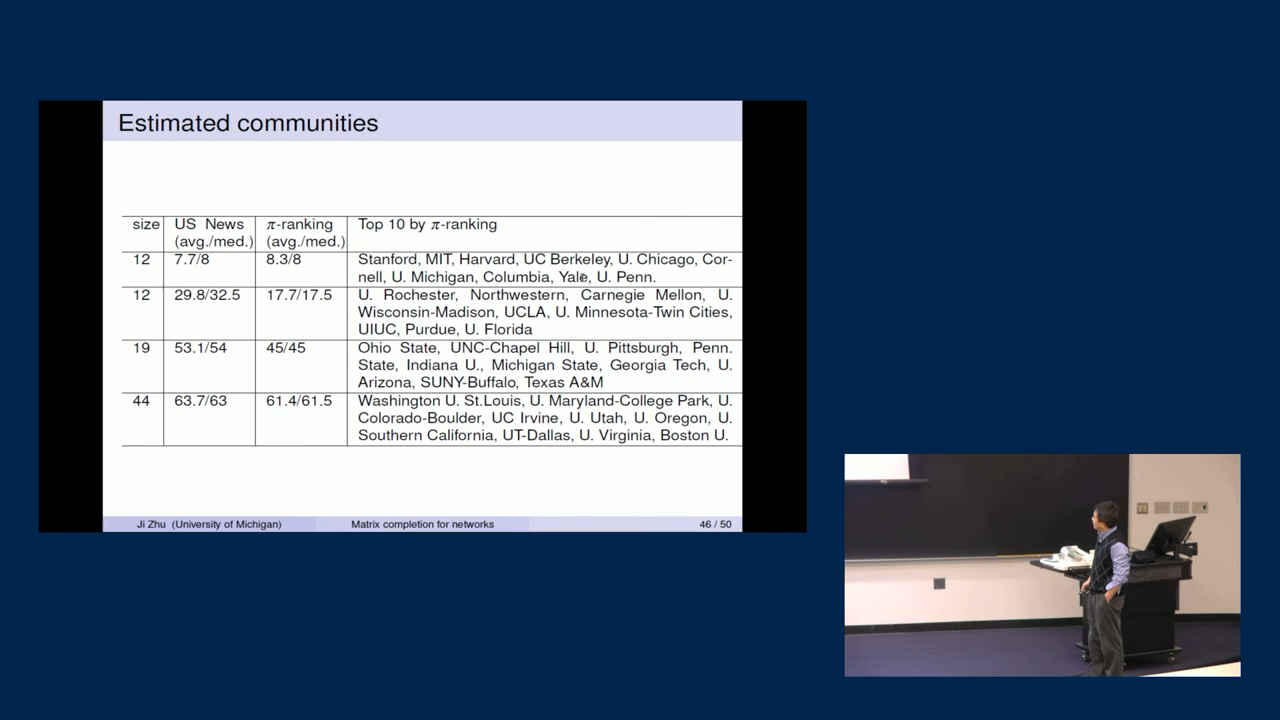 Estimated communities
size US News π-ranking Top 10 by π-ranking
(avg./med.) (avg./med.)
12 7.7/8 8.3/8 Stanford, MIT, Harvard, UC Berkeley, U. Chicago, Cor-
nell, U. Michigan, Columbia, Yale, U. Penn.
12 29.8/32.5 17.7/17.5 U. Rochester, Northwestern, Carnegie Mellon, U.
Wisconsin-Madison, UCLA, U. Minnesota-Twin Cities,
UIUC, Purdue, U. Florida
19 53.1/54 45/45 Ohio State, UNC-Chapel Hill, U. Pittsburgh, Penn.
State, Indiana U., Michigan State, Georgia Tech, U.
Arizona, SUNY-Buffalo, Texas A&M
44 63.7/63 61.4/61.5 Washington U. St.Louis, U. Maryland-College Park, U.
Colorado-Boulder, UC Irvine, U. Utah, U. Oregon, U.
Southern California, UT-Dallas, U. Virginia, Boston U.
Ji Zhu (University of Michigan) Matrix completion for networks 46 / 50